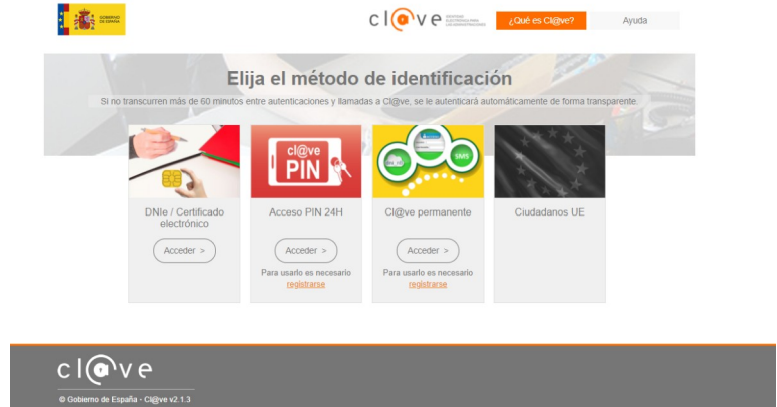 GOBIERNO
DE ESPAÑA
cl@ve
¿Qué es Cl@ve?
Ayuda
Elija el método de identificación
Si no transcurren más de 60 minutos entre autenticaciones y llamadas a Cl@ve, se le autenticará automáticamente de forma transparente.
cl@ve
PIN
SMS
DNIe / Certificado
electrónico
Acceso PIN 24H
Cl@ve permanente
Ciudadanos UE
Acceder >
Acceder >
Acceder >
Para usarlo es necesario
registrarse
Para usarlo es necesario
registrarse
cl@ve
© Gobierno de España - Cl@ve v2.1.3